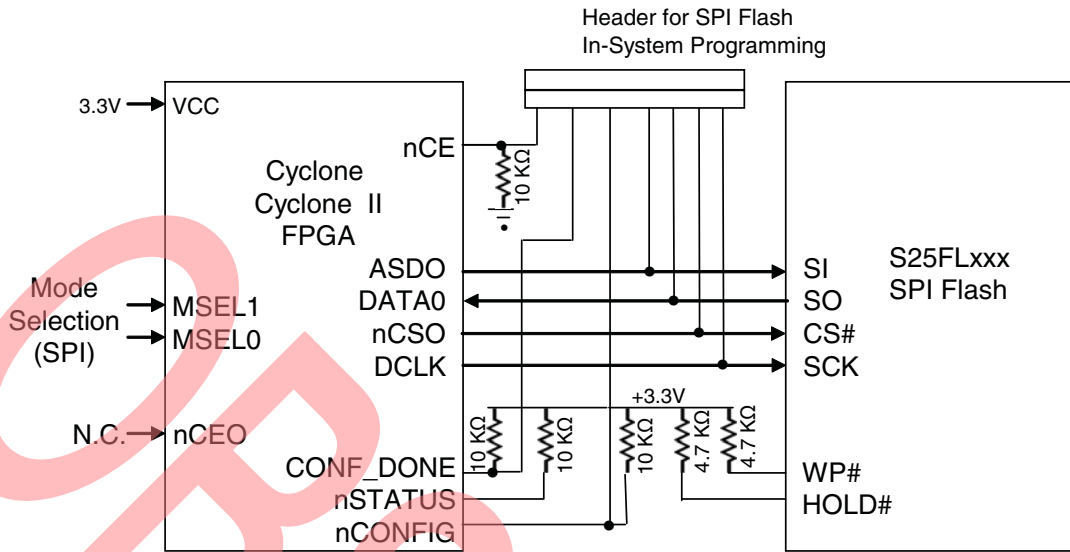 Header for SPI Flash
In-System Programming
3.3V
VCC
nCE
10 KΩ
Cyclone
Cyclone II
FPGA
Mode
Selection
(SPI)
MSEL1
MSEL0
ASDO
DATA0
nCSO
DCLK
SI
SO
CS#
SCK
S25FLxxx
SPI Flash
+3.3V
N.C.
nCEO
10 KΩ
10 KΩ
10 KΩ
4.7 KΩ
4.7 KΩ
CONF_DONE
nSTATUS
nCONFIG
WP#
HOLD#